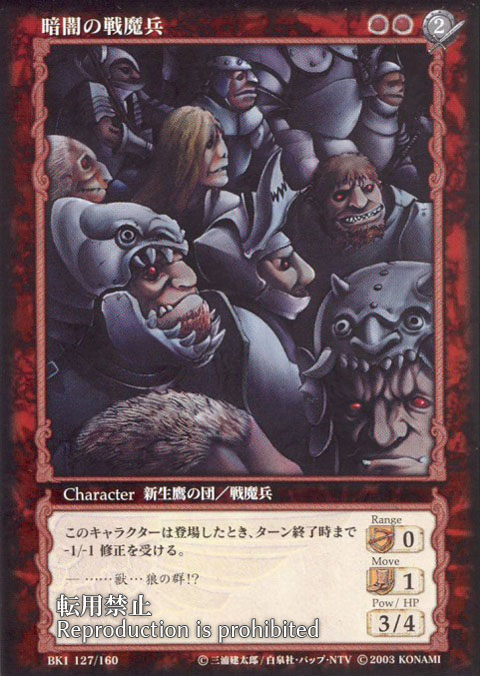 暗闇の戦魔兵
2
Character 新生鷹の団／戦魔兵
このキャラクターは登場したとき、ターン終了時まで
-1/-1 修正を受ける。
― ……獣…狼の群!?
Range
0
Move
1
Pow/ HP
3/4
転用禁止
Reproduction is prohibited
BK1 127/160
©三浦建太郎／白泉社・バップ・NTV ©2003 KONAMI